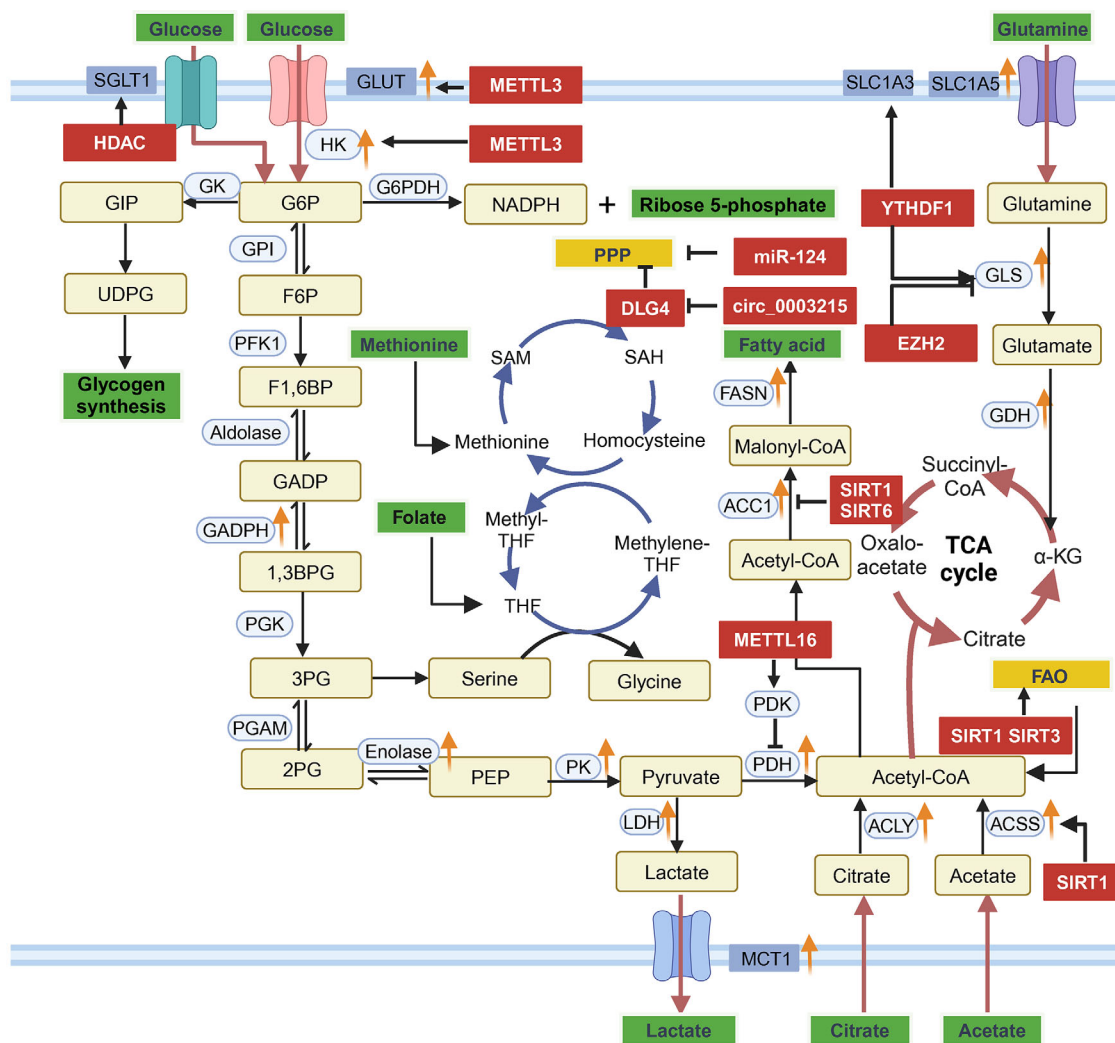 Glucose
Glucose
Glutamine
SGLT1
GLUT
METTL3
SLC1A3
SLC1A5
HDAC
HK
METTL3
GIP
GK
G6P
G6PDH
NADPH
+
Ribose 5-phosphate
YTHDF1
Glutamine
GPI
PPP
miR-124
GLS
UDPG
F6P
DLG4
circ_0003215
PFK1
Methionine
SAM
SAH
Fatty acid
EZH2
Glutamate
Glycogen
synthesis
F1,6BP
FASN
GDH
Aldolase
Methionine
Homocysteine
Malonyl-CoA
GADP
Succinyl-
CoA
ACC1
SIRT1
SIRT6
GADPH
Folate
Methyl-
THF
Methylene-
THF
Oxalo-
acetate
TCA
cycle
α-KG
1,3BPG
Acetyl-CoA
THF
PGK
METTL16
Citrate
3PG
Serine
Glycine
FAO
PDK
PGAM
SIRT1 SIRT3
Enolase
2PG
PEP
PK
Pyruvate
PDH
Acetyl-CoA
LDH
ACLY
ACSS
Lactate
Citrate
Acetate
SIRT1
MCT1
Lactate
Citrate
Acetate